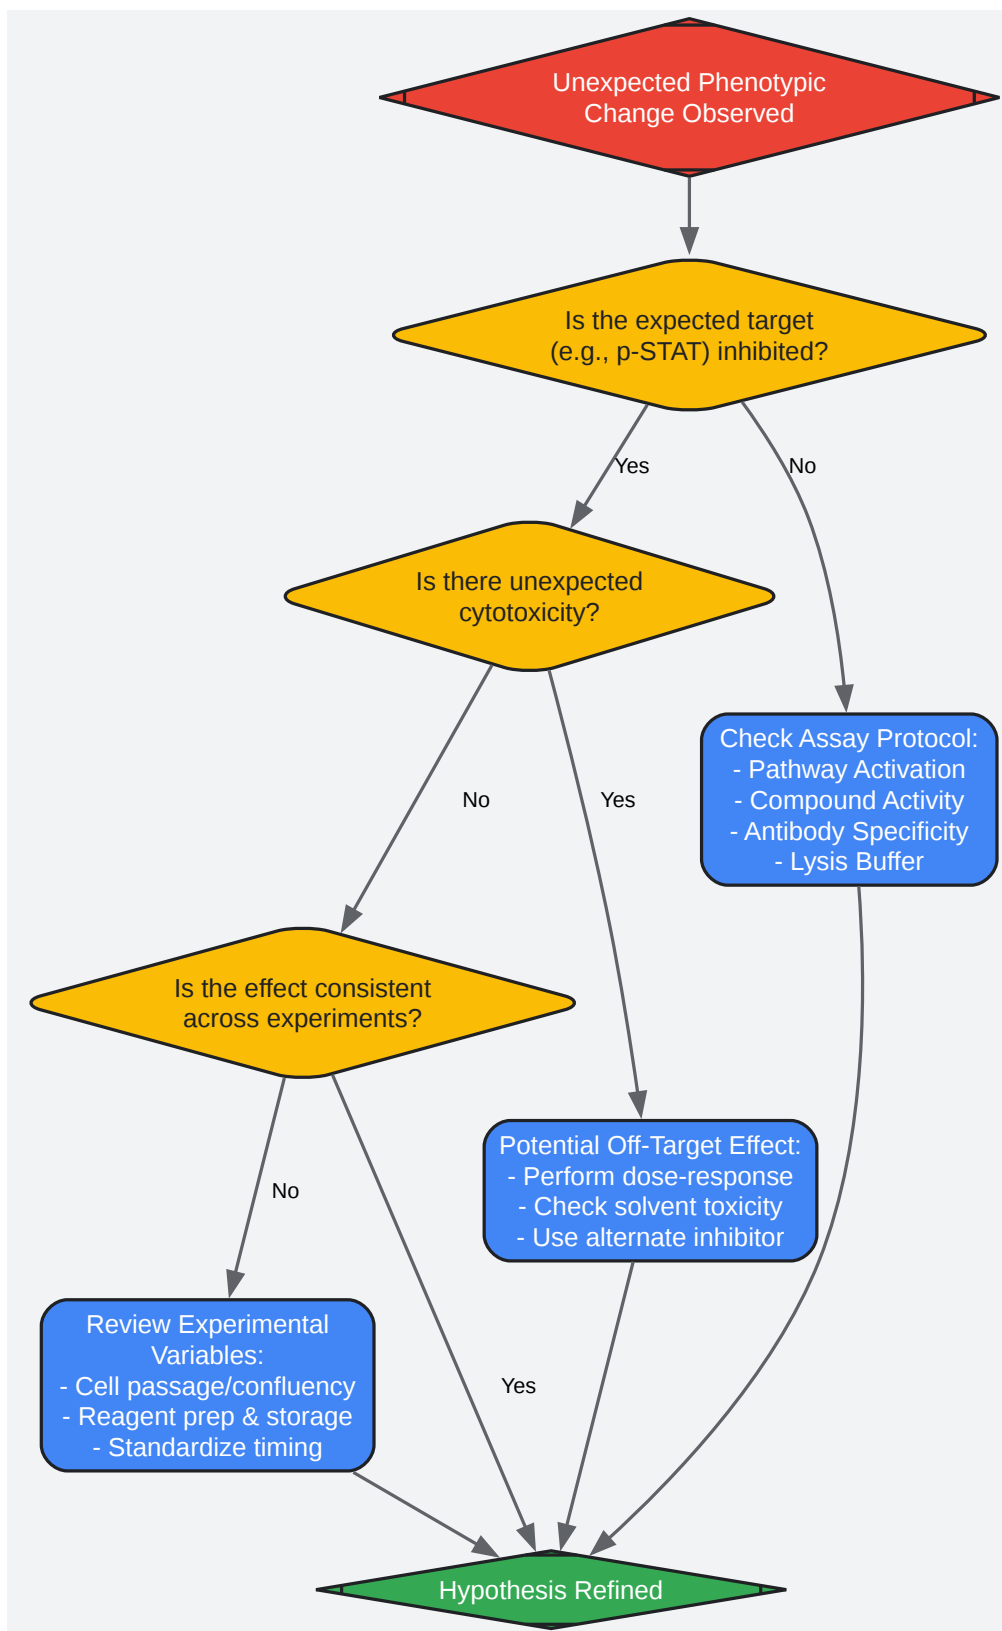 Unexpected Phenotypic
Change Observed
Is the expected target
(e.g., p-STAT) inhibited?
Yes
No
Is there unexpected
cytotoxicity?
Check Assay Protocol:
- Pathway Activation
- Compound Activity
- Antibody Specificity
- Lysis Buffer
No
Yes
Is the effect consistent
across experiments?
Potential Off-Target Effect:
- Perform dose-response
- Check solvent toxicity
- Use alternate inhibitor
No
Review Experimental
Variables:
- Cell passage/confluency
- Reagent prep & storage
- Standardize timing
Yes
Hypothesis Refined